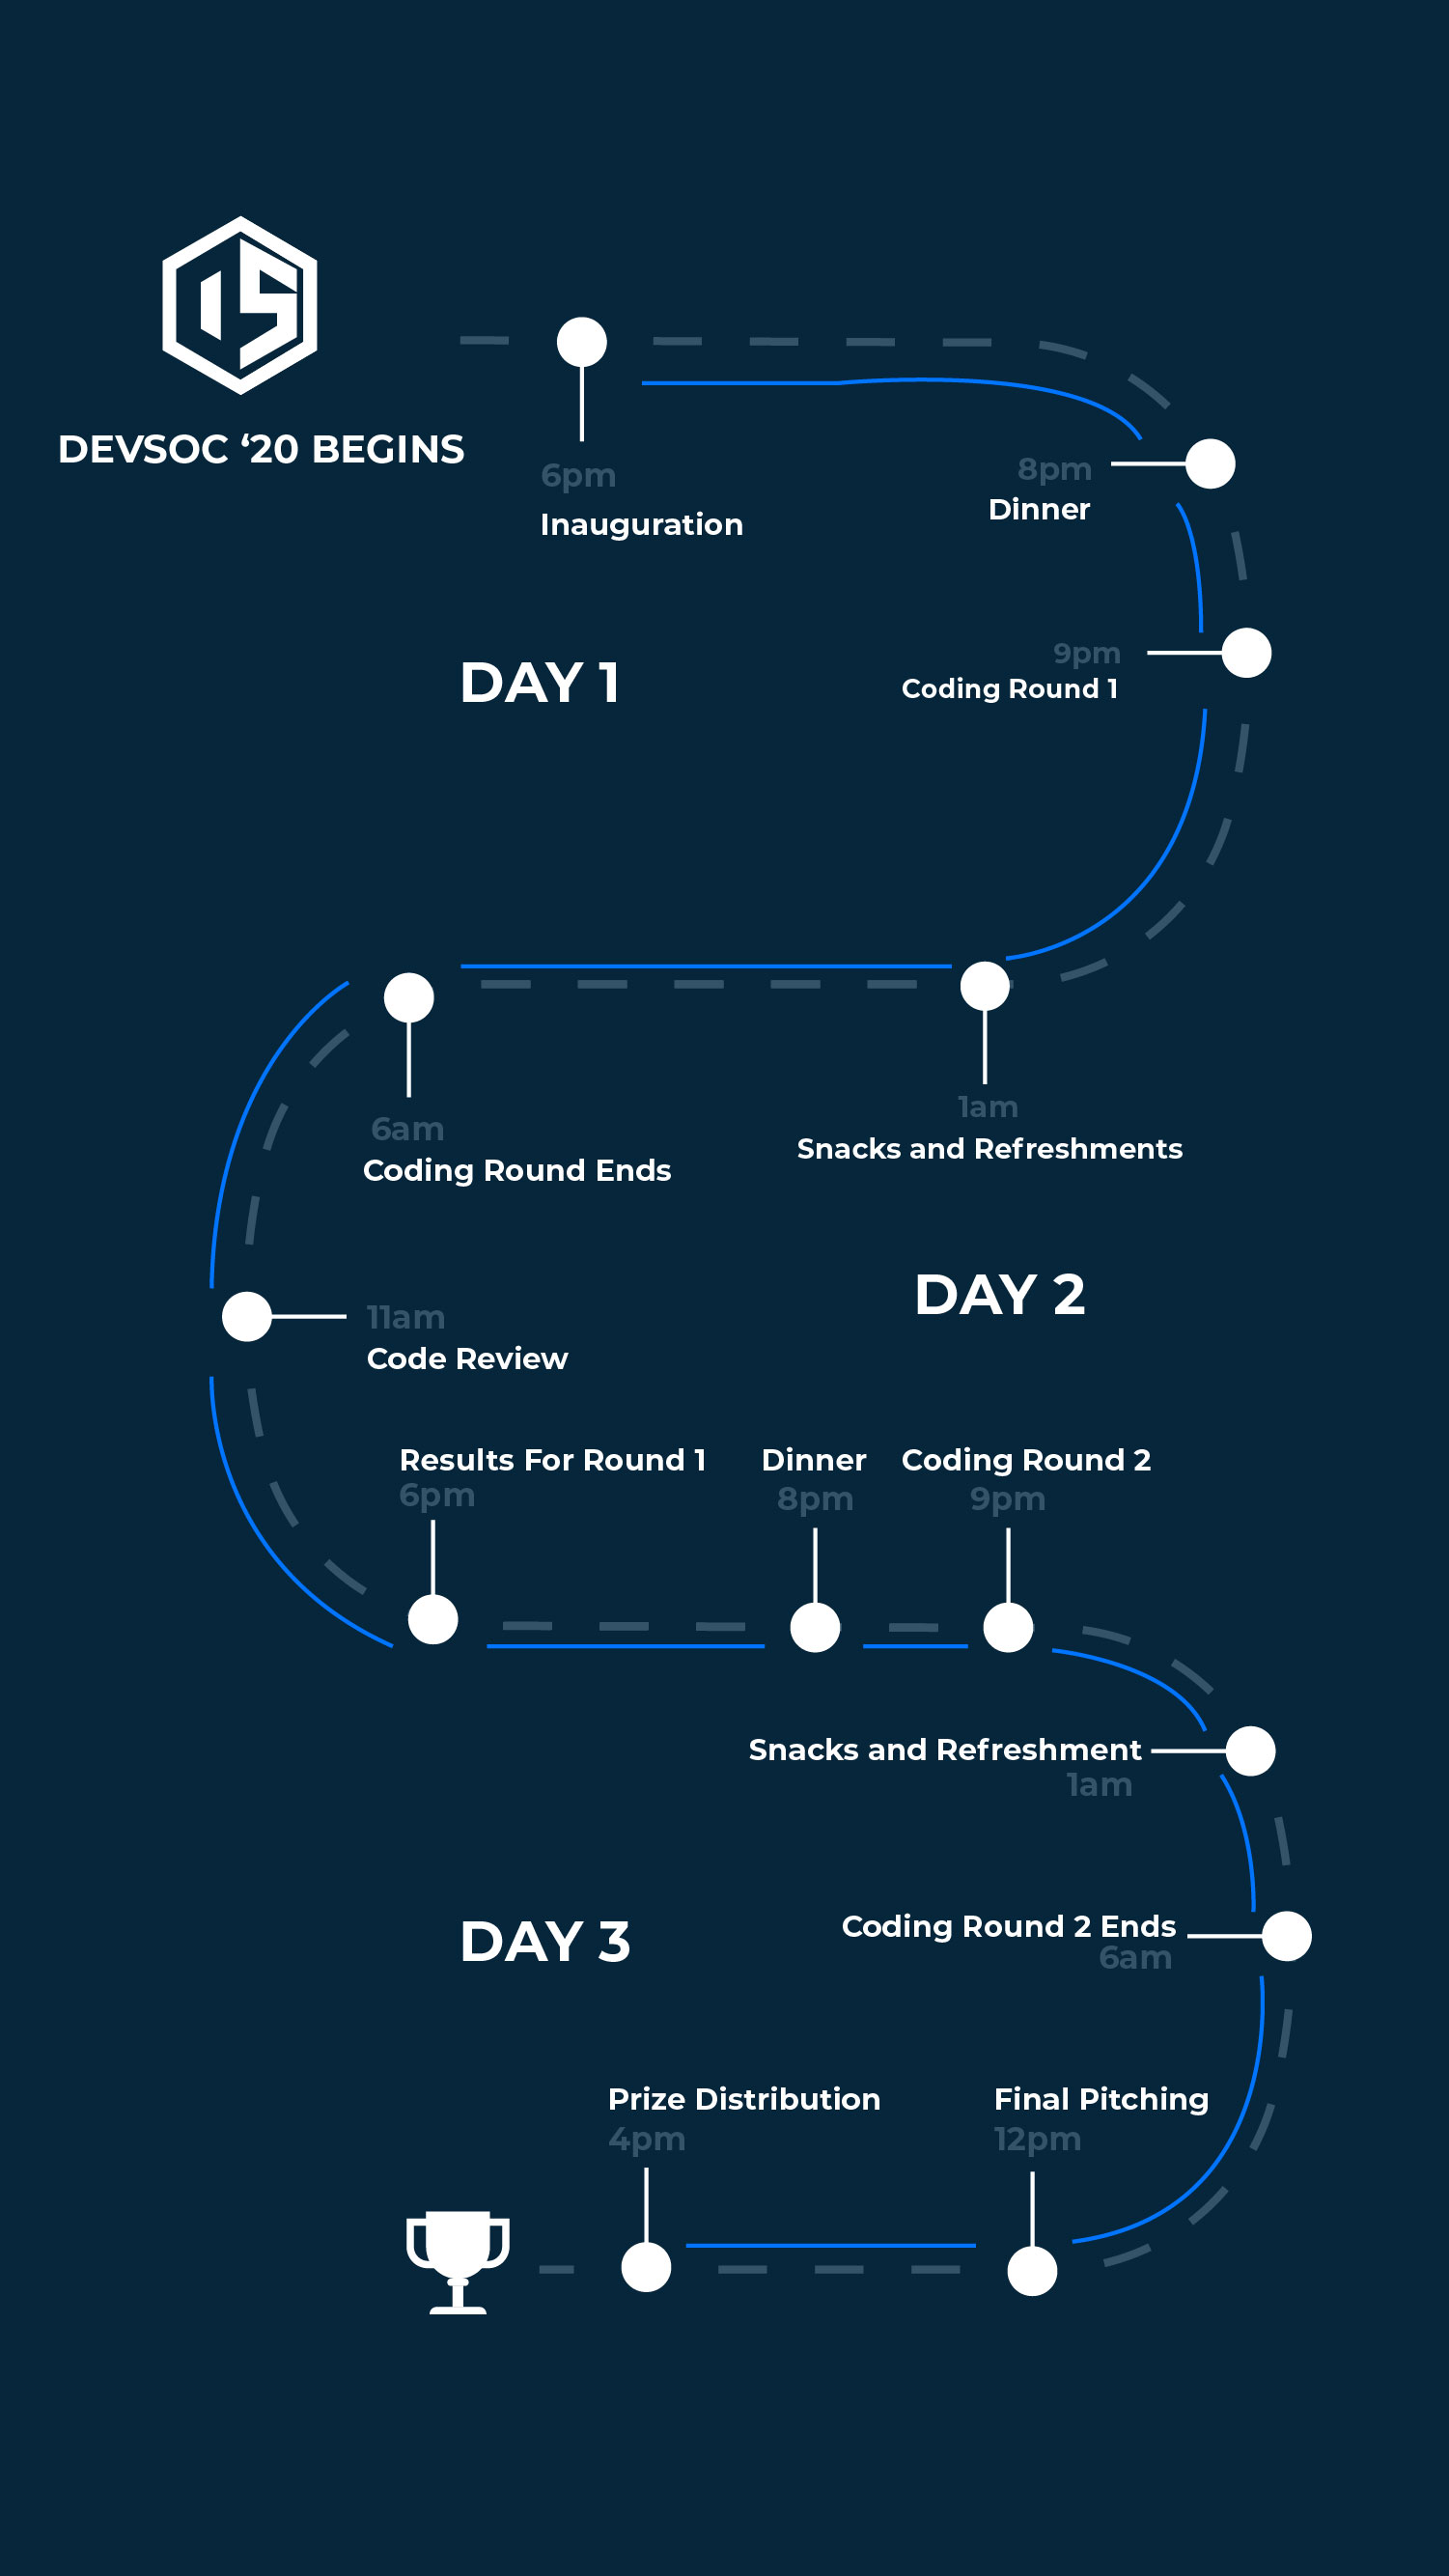 DEVSOC ‘20 BEGINS
6pm
Inauguration
8pm
Dinner
DAY 1
9pm
Coding Round 1
1am
Snacks and Refreshments
6am
Coding Round Ends
DAY 2
11am
Code Review
Results For Round 1
6pm
Dinner
8pm
Coding Round 2
9pm
Snacks and Refreshment
1am
DAY 3
Coding Round 2 Ends
6am
Final Pitching
12pm
Prize Distribution
4pm